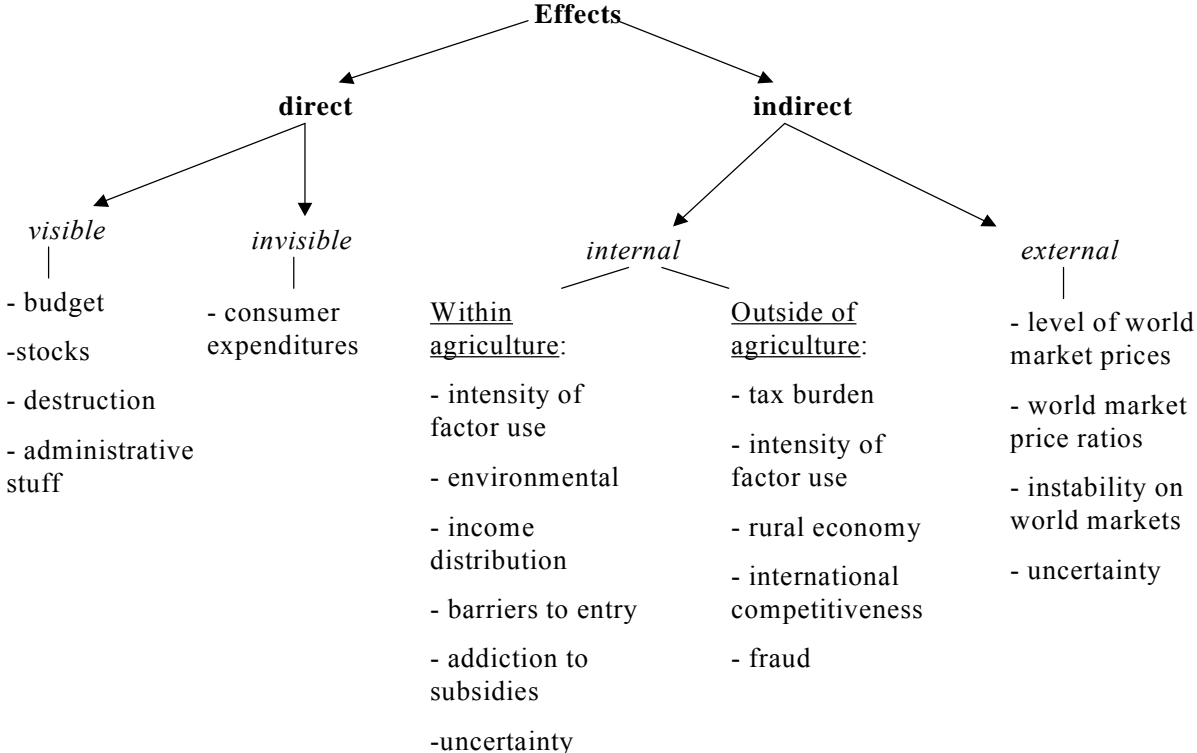 Effects
direct
indirect
visible
invisible
internal
external
- budget
-stocks
- destruction
- administrative
stuff
- consumer
expenditures
Within
agriculture:
- intensity of
factor use
- environmental
- income
distribution
- barriers to entry
- addiction to
subsidies
-uncertainty
Outside of
agriculture:
- tax burden
- intensity of
factor use
- rural economy
- international
competitiveness
- fraud
- level of world
market prices
- world market
price ratios
- instability on
world markets
- uncertainty